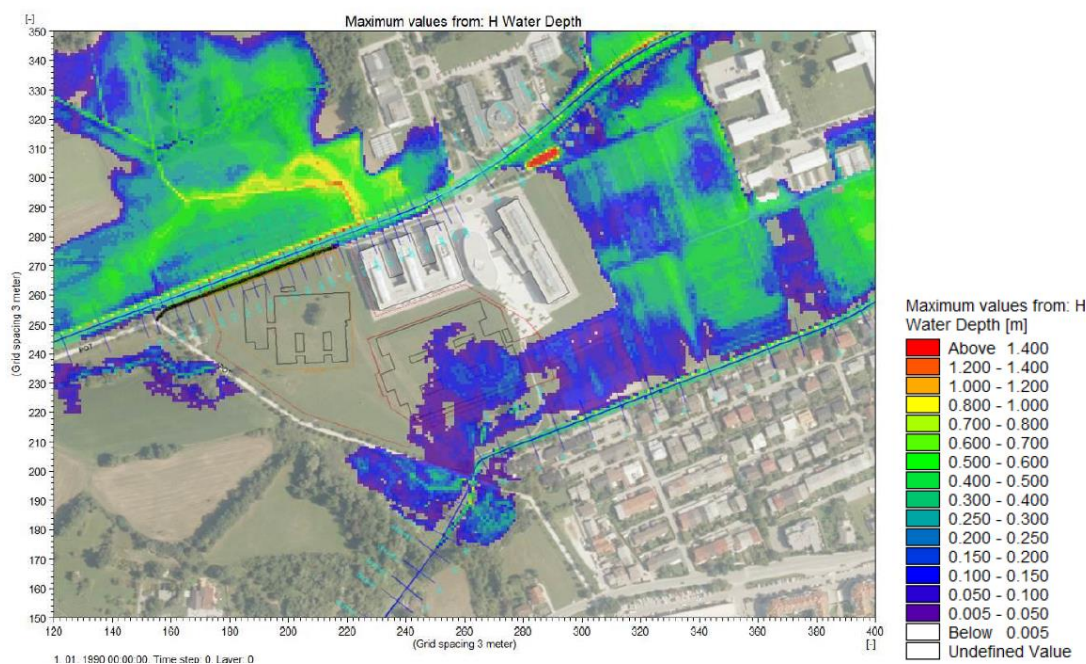 [-] Maximum values from: H Water Depth
350
340
330
320
310
300
290
280
270
260
250
240
230
220
210
200
190
180
170
160
150
(Grid spacing 3 meter)
120 140 160 180 200 220 240 260 280 300 320 340 360 380 400
(Grid spacing 3 meter) [-]
1. 01. 1990 00:00:00, Time step: 0, Layer: 0
Maximum values from: H
Water Depth [m]
Above 1.400
1.200 - 1.400
1.000 - 1.200
0.800 - 1.000
0.700 - 0.800
0.600 - 0.700
0.500 - 0.600
0.400 - 0.500
0.300 - 0.400
0.250 - 0.300
0.200 - 0.250
0.150 - 0.200
0.100 - 0.150
0.050 - 0.100
0.005 - 0.050
Below 0.005
Undefined Value